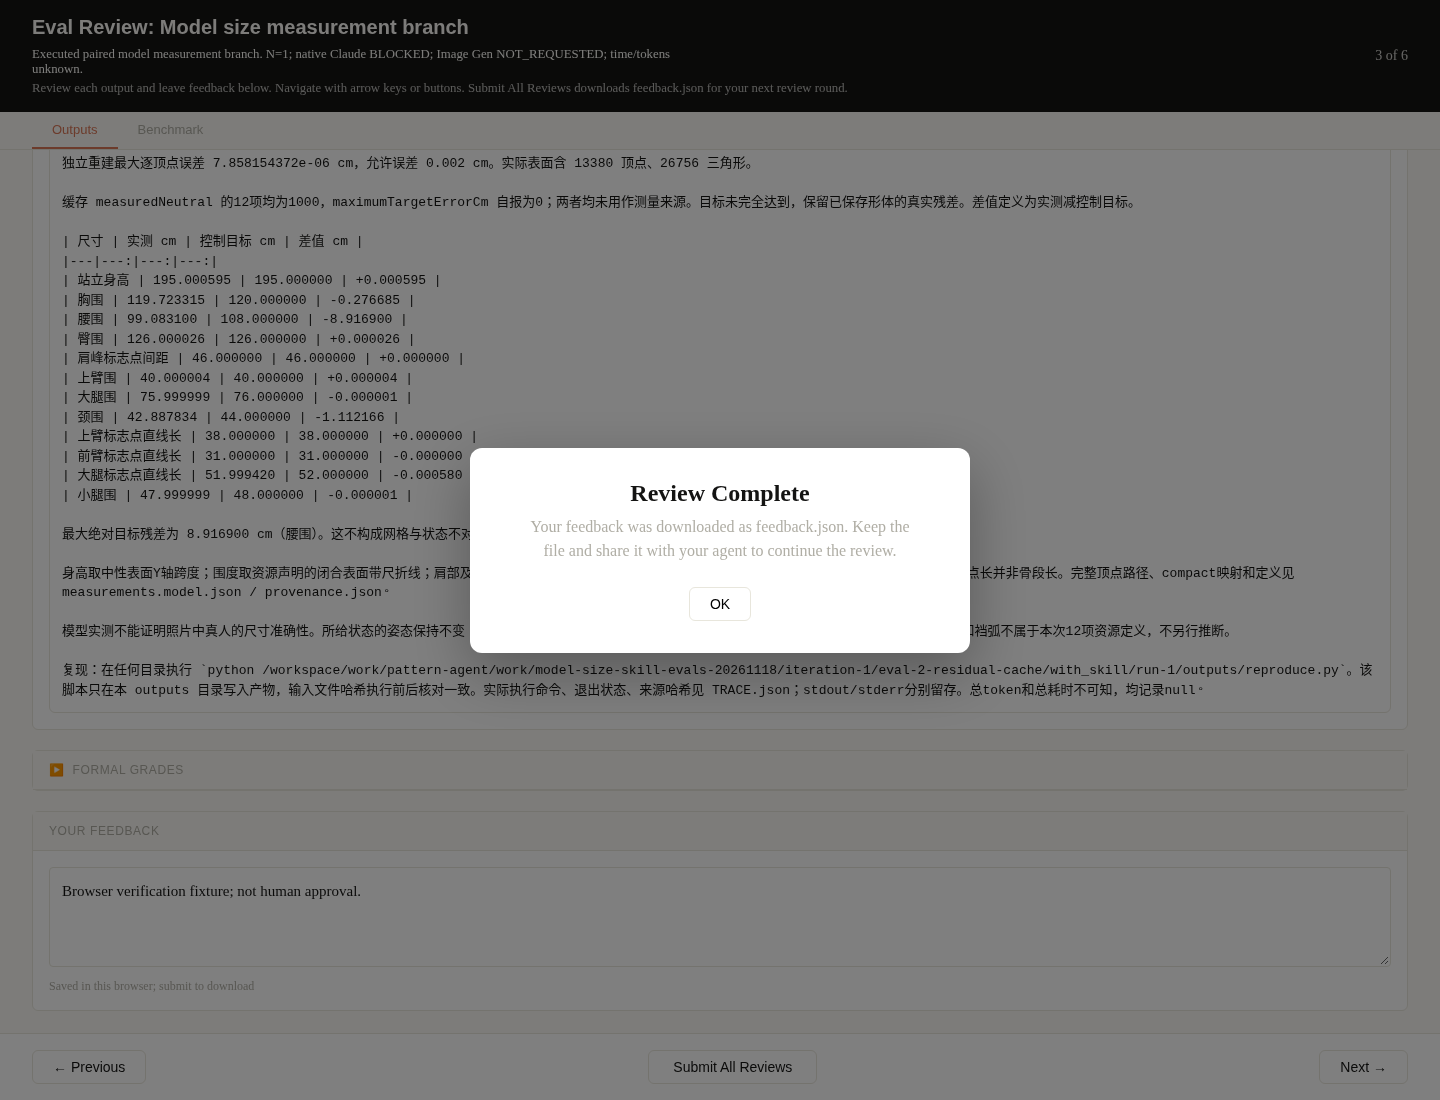 Eval Review: Model size measurement branch
Executed paired model measurement branch. N=1; native Claude BLOCKED; Image Gen NOT_REQUESTED; time/tokens
unknown.
3 of 6
Review each output and leave feedback below. Navigate with arrow keys or buttons. Submit All Reviews downloads feedback.json for your next review round.
Outputs
Benchmark
独立重建最大逐顶点误差 7.858154372e-06 cm，允许误差 0.002 cm。实际表面含 13380 顶点、26756 三角形。
缓存 measuredNeutral 的12项均为1000，maximumTargetErrorCm 自报为0；两者均未用作测量来源。目标未完全达到，保留已保存形体的真实残差。差值定义为实测减控制目标。
| 尺寸 | 实测 cm | 控制目标 cm | 差值 cm |
|---|---:|---:|---:|
| 站立身高 | 195.000595 | 195.000000 | +0.000595 |
| 胸围 | 119.723315 | 120.000000 | -0.276685 |
| 腰围 | 99.083100 | 108.000000 | -8.916900 |
| 臀围 | 126.000026 | 126.000000 | +0.000026 |
| 肩峰标志点间距 | 46.000000 | 46.000000 | +0.000000 |
| 上臂围 | 40.000004 | 40.000000 | +0.000004 |
| 大腿围 | 75.999999 | 76.000000 | -0.000001 |
| 颈围 | 42.887834 | 44.000000 | -1.112166 |
| 上臂标志点直线长 | 38.000000 | 38.000000 | +0.000000 |
| 前臂标志点直线长 | 31.000000 | 31.000000 | -0.000000
| 大腿标志点直线长 | 51.999420 | 52.000000 | -0.000580
| 小腿围 | 47.999999 | 48.000000 | -0.000001 |
最大绝对目标残差为 8.916900 cm（腰围）。这不构成网格与状态不对
身高取中性表面Y轴跨度；围度取资源声明的闭合表面带尺折线；肩部及 点长并非骨段长。完整顶点路径、compact映射和定义见
measurements.model.json / provenance.json。
模型实测不能证明照片中真人的尺寸准确性。所给状态的姿态保持不变 和裆弧不属于本次12项资源定义，不另行推断。
复现：在任何目录执行 `python /workspace/work/pattern-agent/work/model-size-skill-evals-20261118/iteration-1/eval-2-residual-cache/with_skill/run-1/outputs/reproduce.py`。该
脚本只在本 outputs 目录写入产物，输入文件哈希执行前后核对一致。实际执行命令、退出状态、来源哈希见 TRACE.json；stdout/stderr分别留存。总token和总耗时不可知，均记录null。
Review Complete
Your feedback was downloaded as feedback.json. Keep the
file and share it with your agent to continue the review.
OK
FORMAL GRADES
YOUR FEEDBACK
Browser verification fixture; not human approval.
Saved in this browser; submit to download
← Previous
Submit All Reviews
Next →